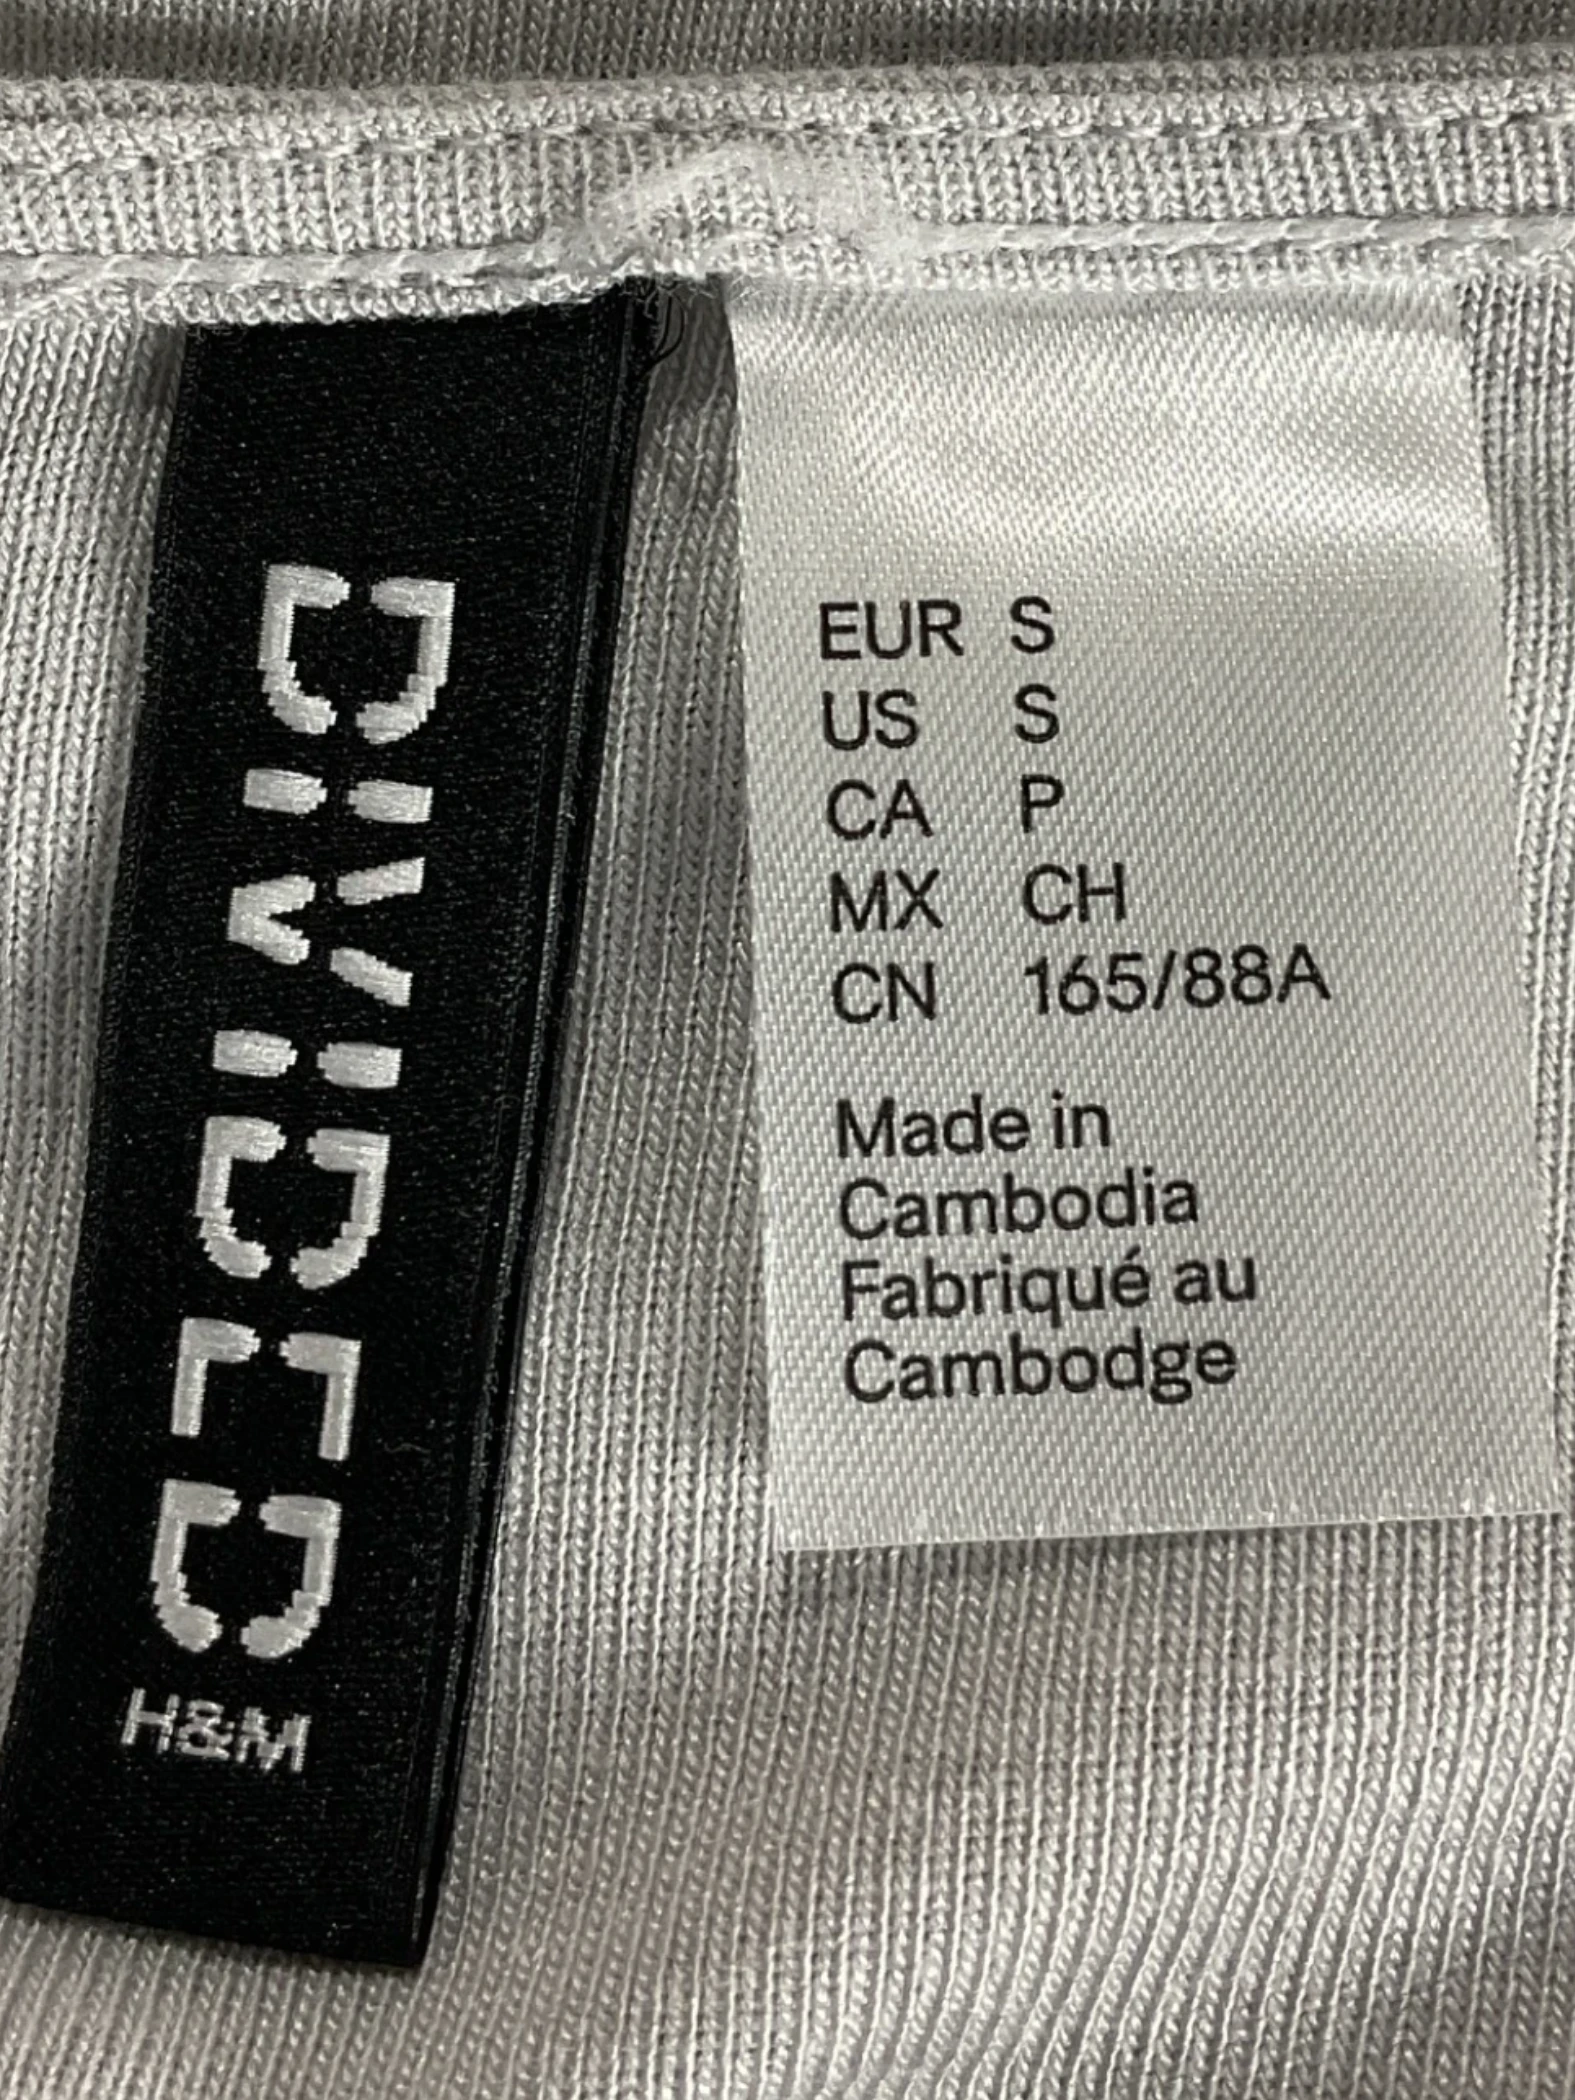 DIVIDED
H&M
EUR S
US S
CA P
MX CH
CN 165/88A
Made in
Cambodia
Fabriqué au
Cambodge